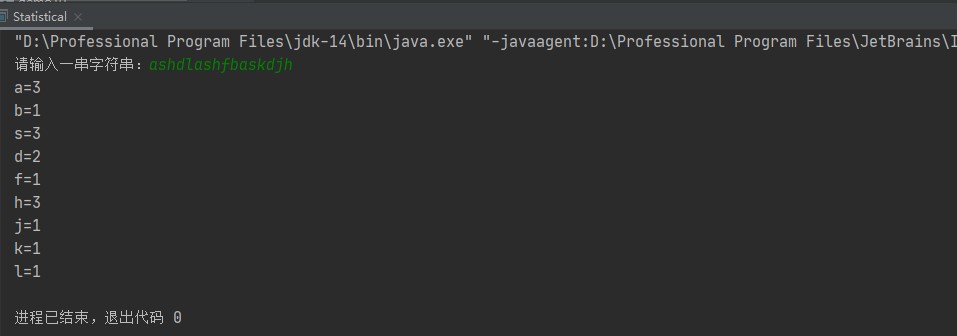 Statistical
"D:\Professional Program Files\jdk-14\bin\java.exe" "-javaagent:D:\Professional Program Files\JetBrains\I
请输入一串字符串：ashdlashfbaskdjh
a=3
b=1
s=3
d=2
f=1
h=3
j=1
k=1
l=1
进程已结束，退出代码 0